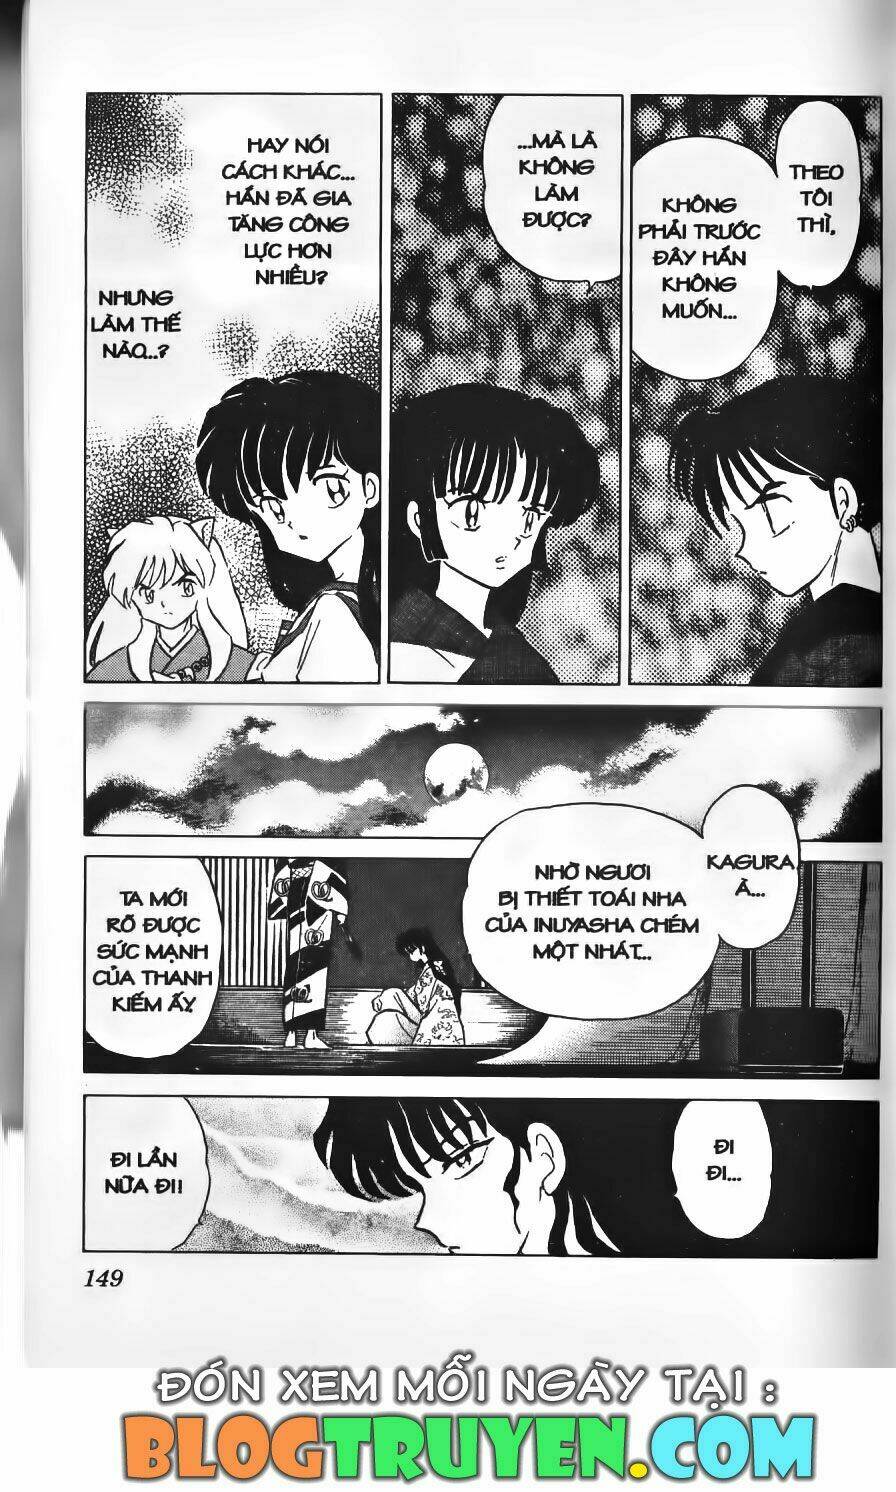 THEO
TÔI
THÌ,
KHÔNG
PHẢI TRƯỚC
ĐÂY HẮN
KHÔNG
MUỐN...
...MÀ LÀ
KHÔNG
LÀM
ĐƯỢC?
HAY NÓI
CÁCH KHÁC...
HẮN ĐÃ GIA
TĂNG CÔNG
LỰC HƠN
NHIỀU?
NHƯNG
LÀM THẾ
NÀO...?
KAGURA
À...
NHỜ NGƯƠI
BỊ THIẾT TOÁI NHA
CỦA INUYASHA CHÉM
MỘT NHÁT...
TA MỚI
RÕ ĐƯỢC
SỨC MẠNH
CỦA THANH
KIẾM ẤY.
ĐI
ĐI...
ĐI LẦN
NỮA ĐI!
149
ĐÓN XEM MỖI NGÀY TẠI :
BLOGTRUYEN.COM